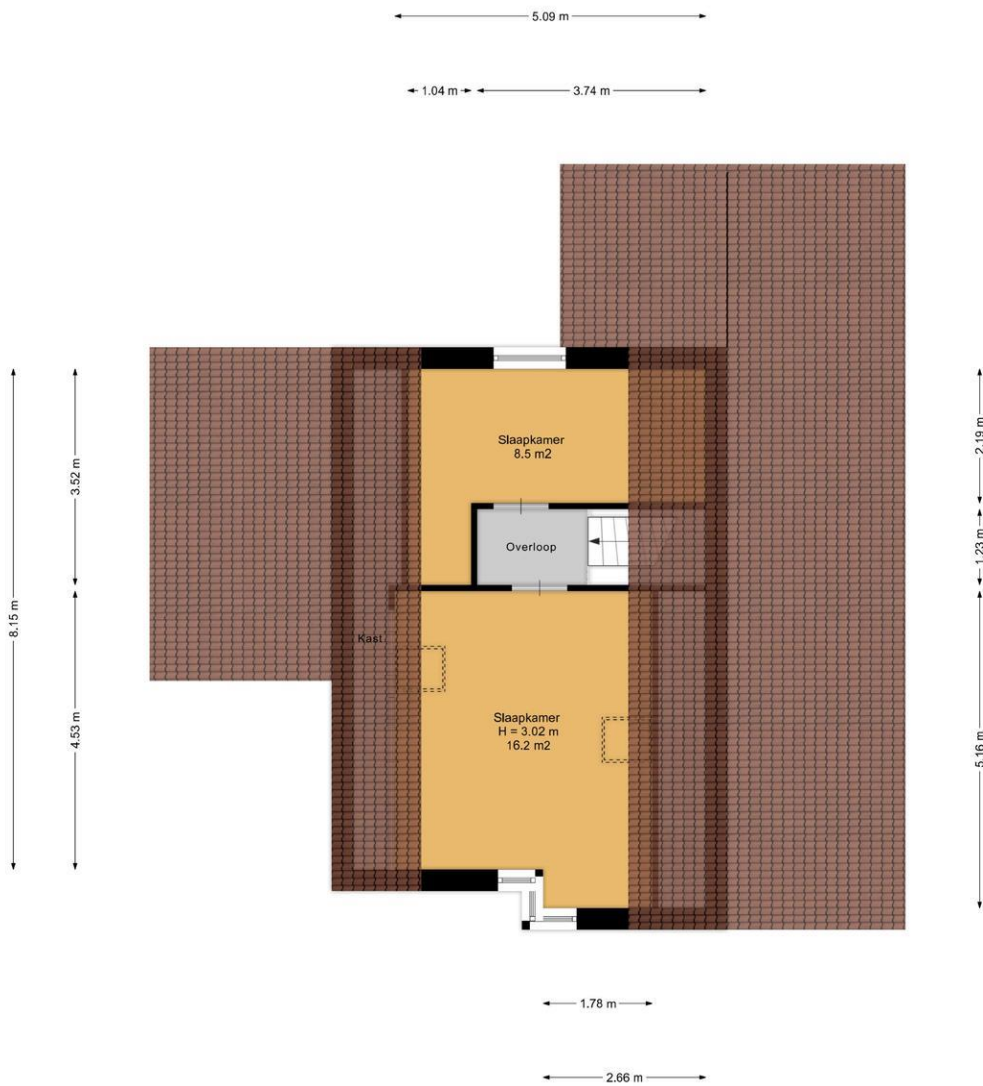 5.09 m
1.04 m
3.74 m
Slaapkamer
8.5 m2
2.19 m
3.52 m
Overloop
1.23 m
8.15 m
Kast
4.53 m
Slaapkamer
H = 3.02 m
16.2 m2
5.16 m
1.78 m
2.66 m